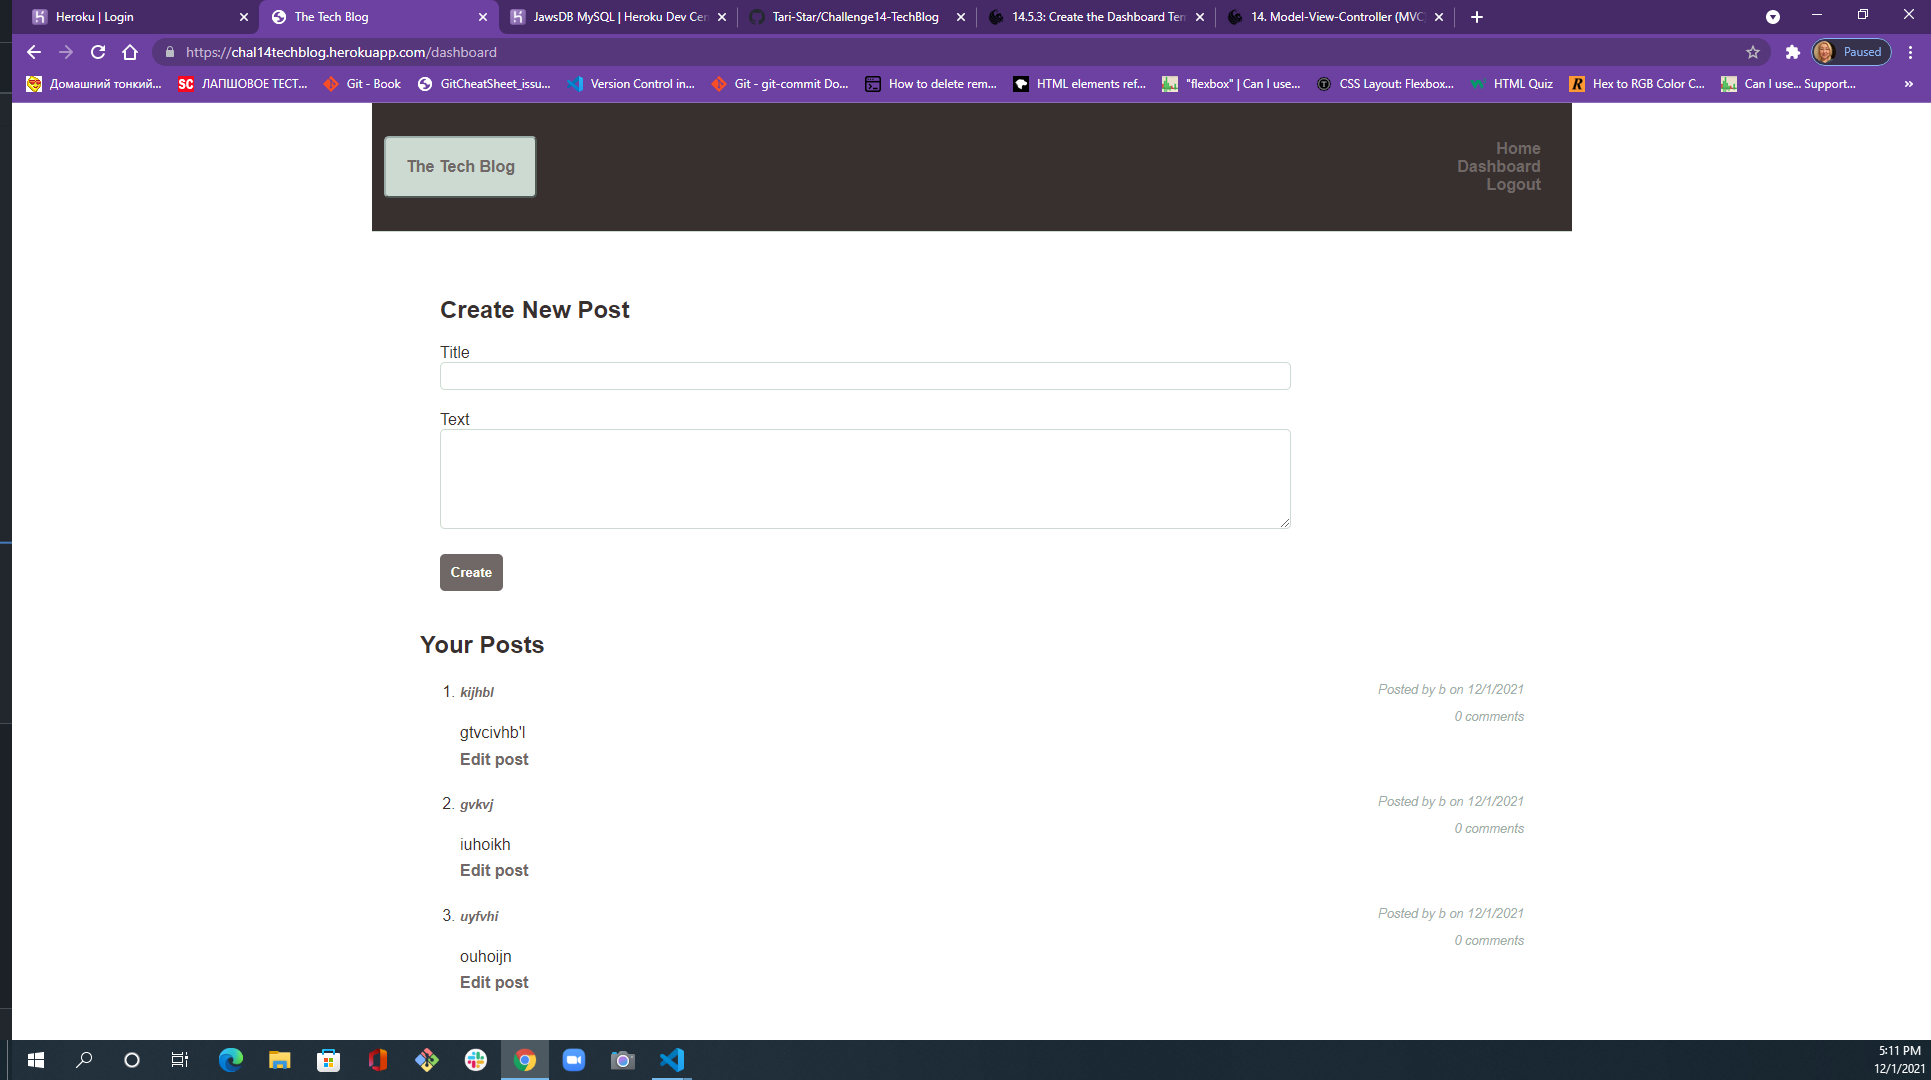 Heroku | Login
The Tech Blog
JawsDB MySQL | Heroku Dev Cen
Tari-Star/Challenge14-TechBlog
14.5.3: Create the Dashboard Tem
14. Model-View-Controller (MVC)
https://chal14techblog.herokuapp.com/dashboard
Paused
Домашний тонкий...
SC ЛАПШОВОЕ ТЕСТ...
Git - Book
GitCheatSheet_issu...
Version Control in...
Git - git-commit Do...
How to delete rem...
HTML elements ref...
"flexbox" | Can I use...
CSS Layout: Flexbox...
HTML Quiz
R Hex to RGB Color C...
Can I use... Support...
»
The Tech Blog
Home
Dashboard
Logout
Create New Post
Title
Text
Create
Your Posts
1. kijhbl
Posted by b on 12/1/2021
0 comments
gtvcivhb'l
Edit post
2. gvkvj
Posted by b on 12/1/2021
0 comments
iuhoikh
Edit post
3. uyfvhi
Posted by b on 12/1/2021
0 comments
ouhoijn
Edit post
5:11 PM
12/1/2021